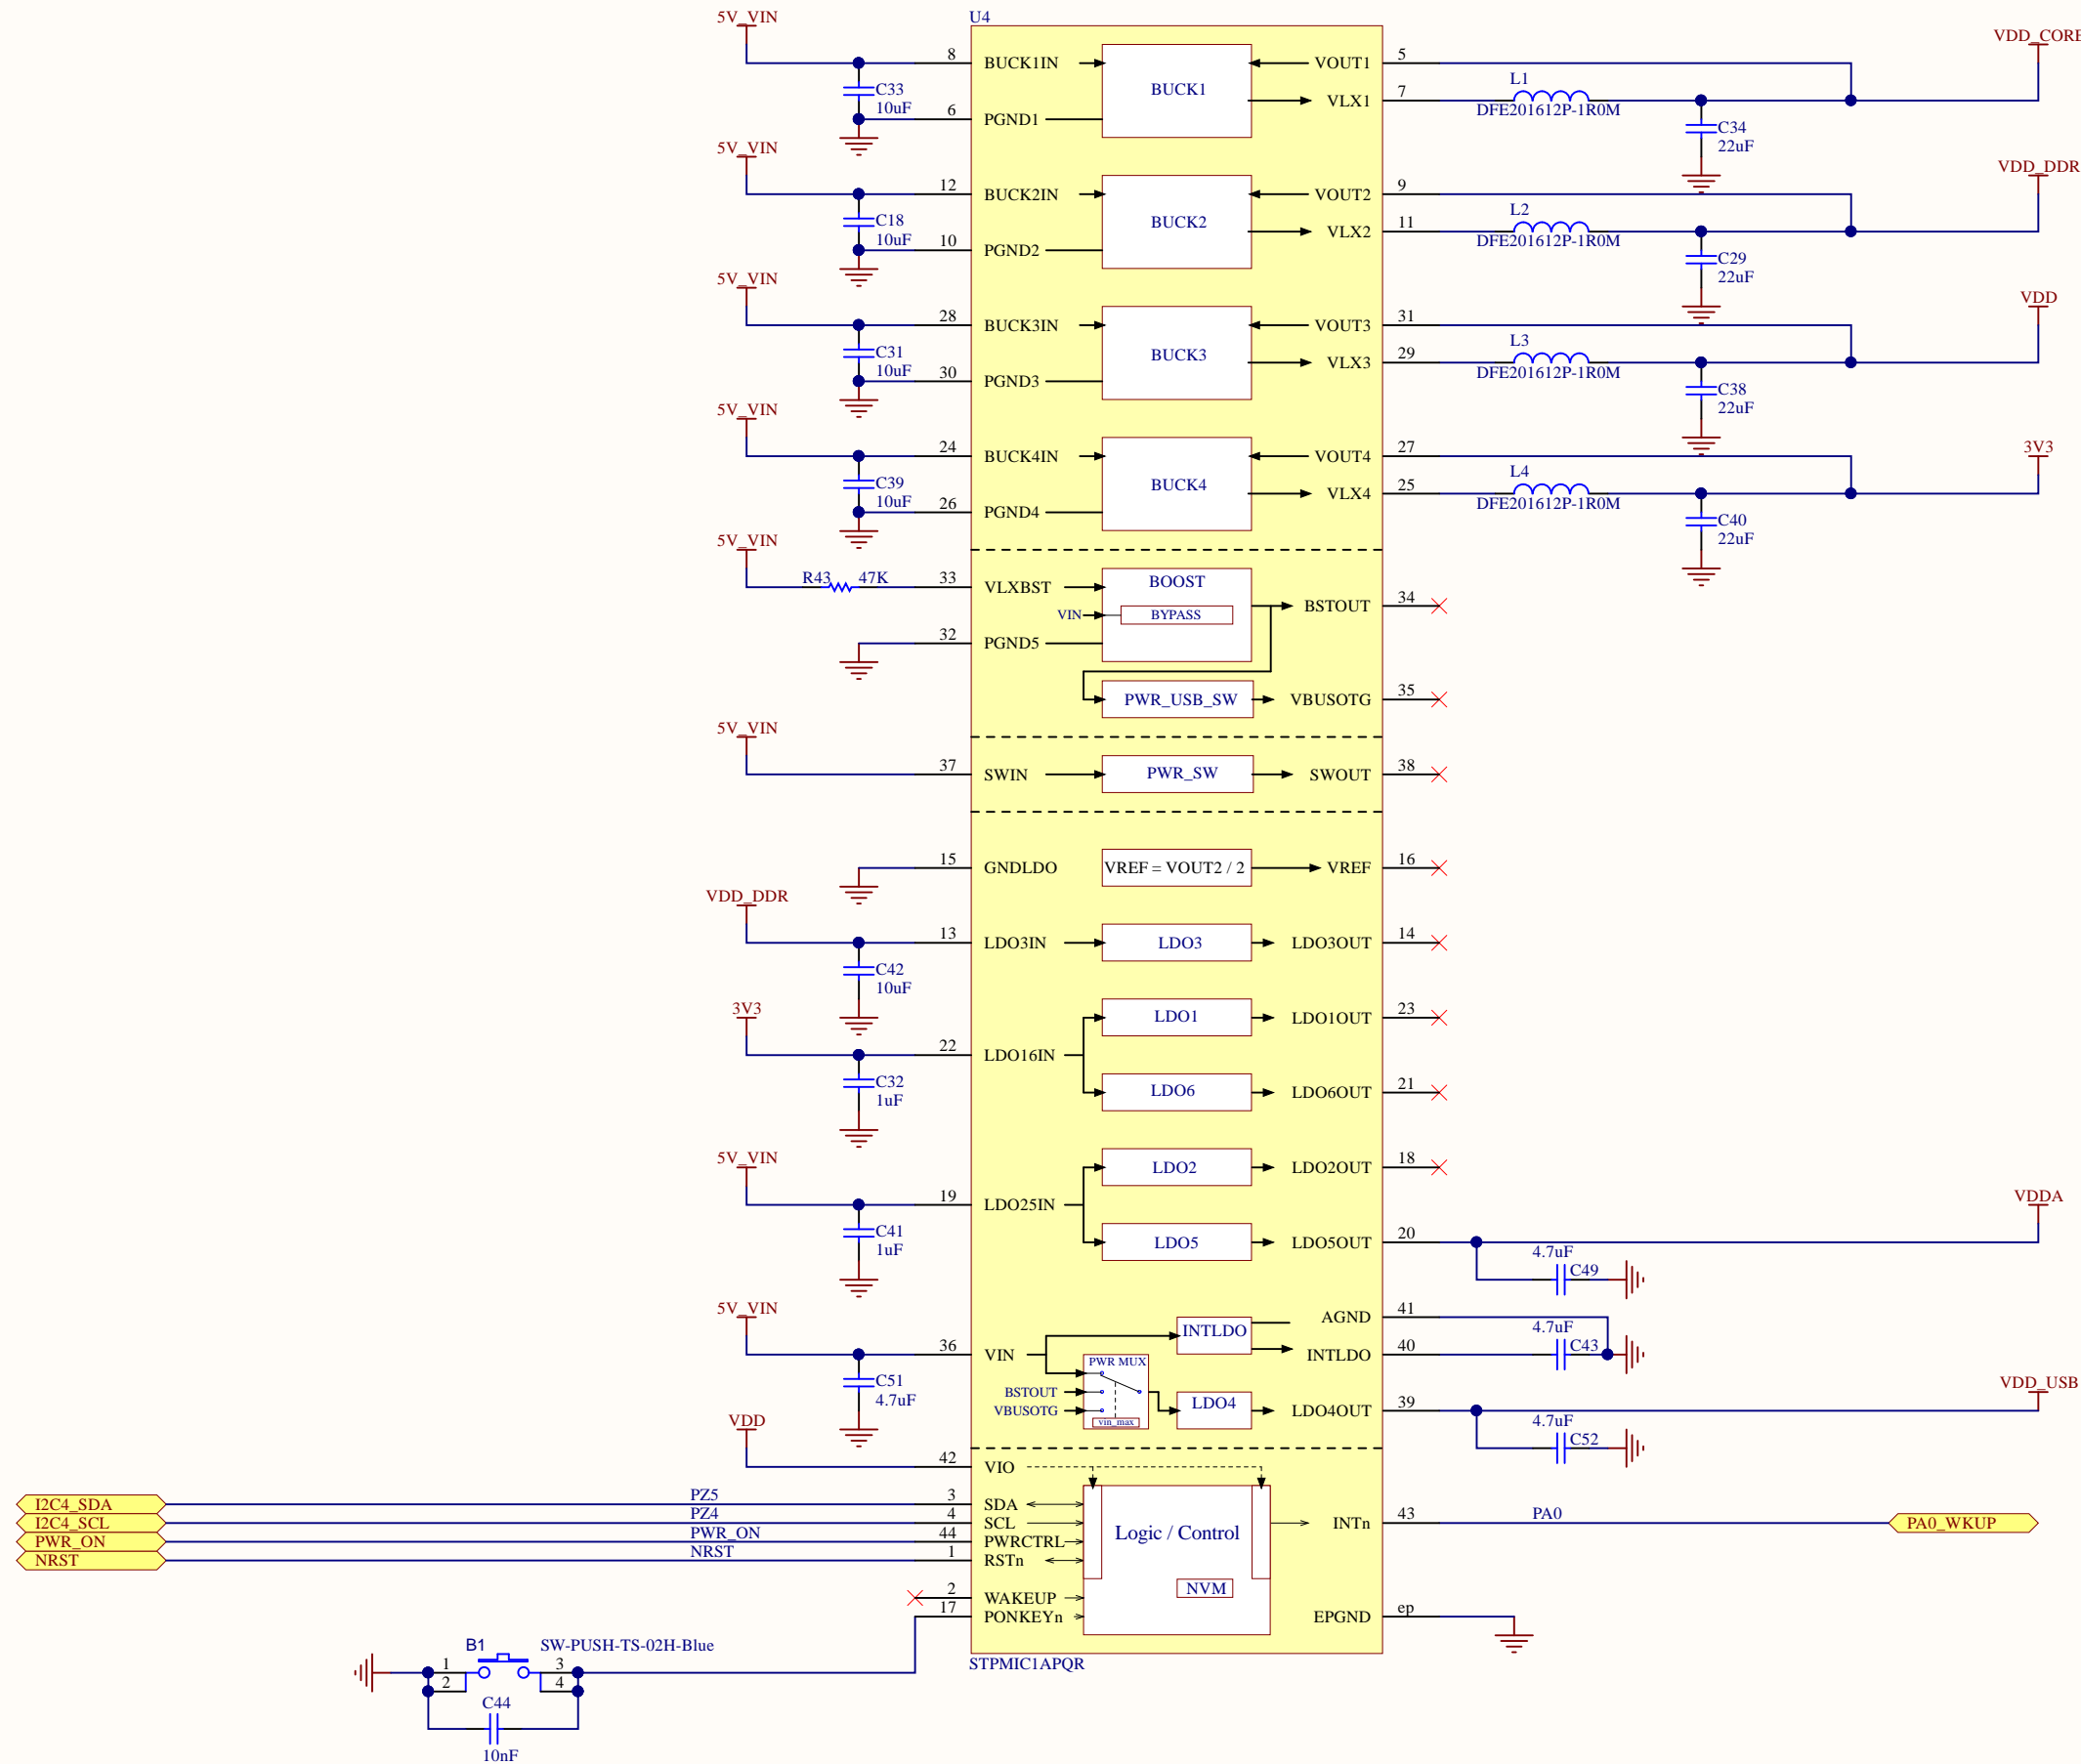 U4
5V_VIN
8 BUCK1IN
C33
10uF
6 PGND1
BUCK1
VOUT1 5
VLX1 7
L1
DFE201612P-1R0M
C34
22uF
VDD_CORE
5V_VIN
12 BUCK2IN
C18
10uF
10 PGND2
BUCK2
VOUT2 9
VLX2 11
L2
DFE201612P-1R0M
C29
22uF
VDD_DDR
5V_VIN
28 BUCK3IN
C31
10uF
30 PGND3
BUCK3
VOUT3 31
VLX3 29
L3
DFE201612P-1R0M
C38
22uF
VDD
5V_VIN
24 BUCK4IN
C39
10uF
26 PGND4
BUCK4
VOUT4 27
VLX4 25
L4
DFE201612P-1R0M
C40
22uF
3V3
5V_VIN
R43 47K
33 VLXBST
BOOST
VIN
BYPASS
BSTOUT 34
32 PGND5
PWR_USB_SW
VBUSOTG 35
5V_VIN
37 SWIN
PWR_SW
SWOUT 38
15 GNDLDO
VREF = VOUT2 / 2
VREF 16
VDD_DDR
13 LDO3IN
LDO3
LDO3OUT 14
C42
10uF
3V3
22 LDO16IN
LDO1
LDO1OUT 23
C32
1uF
LDO6
LDO6OUT 21
5V_VIN
19 LDO25IN
LDO2
LDO2OUT 18
C41
1uF
LDO5
LDO5OUT 20
VDDA
4.7uF
C49
5V_VIN
36 VIN
C51
4.7uF
INTLDO
AGND 41
INTLDO 40
4.7uF
C43
PWR MUX
BSTOUT
VBUSOTG
vin_max
LDO4
LDO4OUT 39
VDD_USB
4.7uF
C52
VDD
42 VIO
I2C4_SDA PZ5 3 SDA
I2C4_SCL PZ4 4 SCL
PWR_ON PWR_ON 44 PWRCTRL
NRST NRST 1 RSTn
2 WAKEUP
17 PONKEYn
Logic / Control
NVM
INTn 43 PA0 PA0_WKUP
EPGND ep
STPMIC1APQR
B1 SW-PUSH-TS-02H-Blue
1 3
2 4
C44
10nF